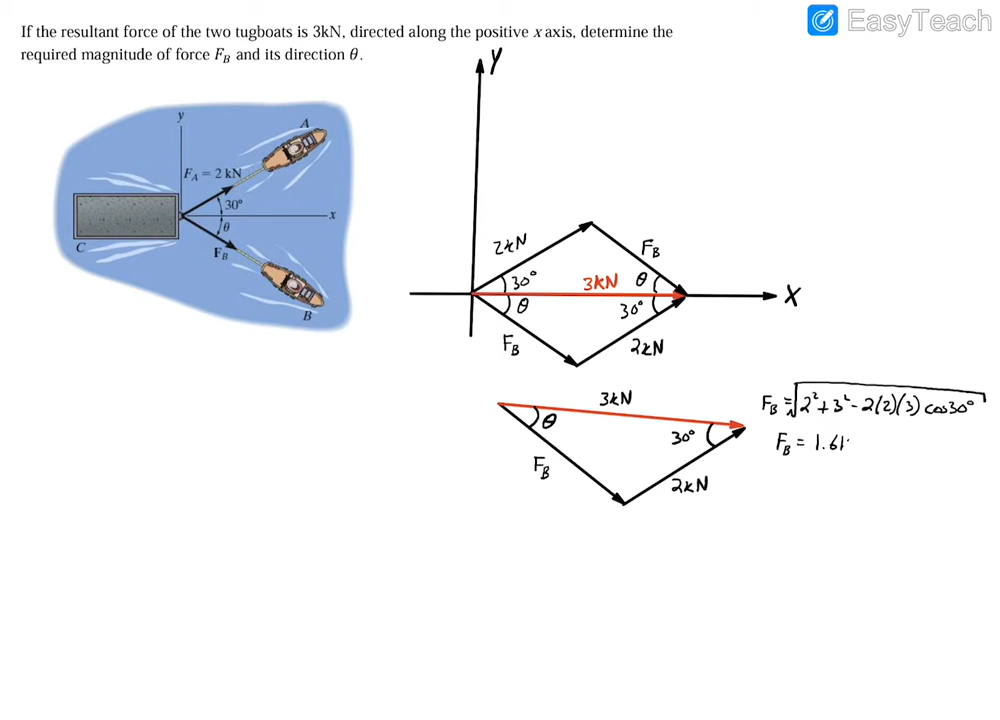 EasyTeach
If the resultant force of the two tugboats is 3kN, directed along the positive x axis, determine the
required magnitude of force F_B and its direction θ.
Y
y
A
F_A = 2 kN
30°
x
θ
F_B
C
B
2kN
F_B
30°
3kN
θ
X
θ
30°
F_B
2kN
3kN
θ
30°
F_B
2kN
F_B = √2²+3²-2(2)(3) cos30°
F_B = 1.61